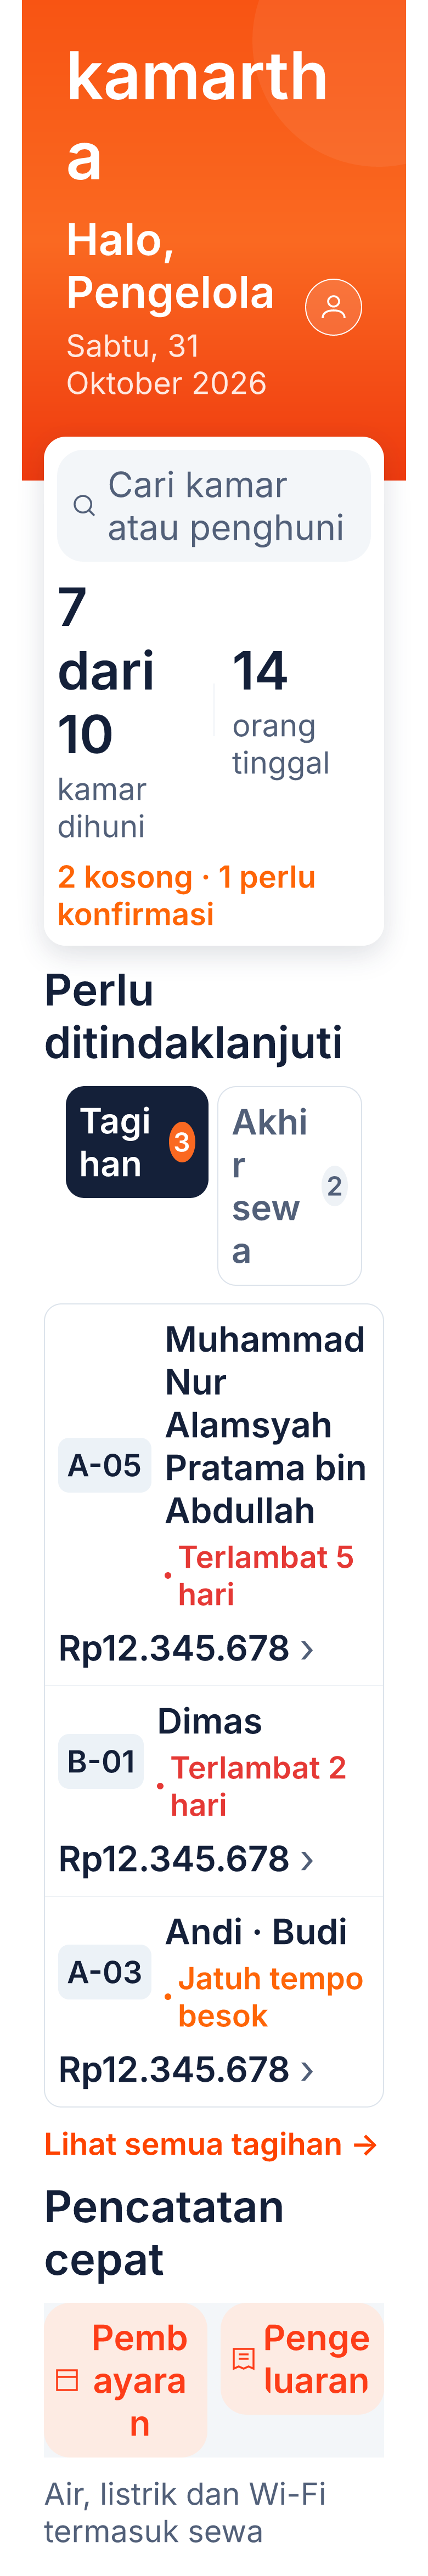 kamarth
a
Halo,
Pengelola
Sabtu, 31
Oktober 2026
Cari kamar
atau penghuni
7
dari
10
kamar
dihuni
14
orang
tinggal
2 kosong · 1 perlu
konfirmasi
Perlu
ditindaklanjuti
Tagi
han
3
Akhi
r
sew
a
2
A-05
Muhammad
Nur
Alamsyah
Pratama bin
Abdullah
• Terlambat 5
hari
Rp12.345.678 ›
B-01
Dimas
• Terlambat 2
hari
Rp12.345.678 ›
A-03
Andi · Budi
• Jatuh tempo
besok
Rp12.345.678 ›
Lihat semua tagihan →
Pencatatan
cepat
Pemb
ayara
n
Penge
luaran
Air, listrik dan Wi-Fi
termasuk sewa